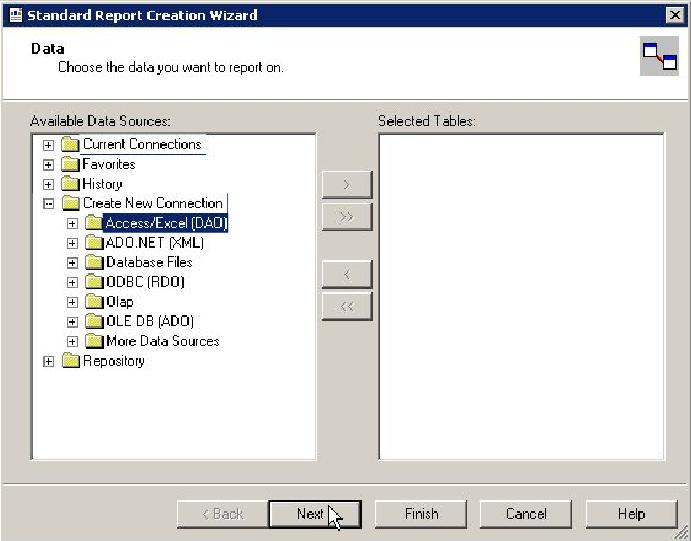 Standard Report Creation Wizard
Data
Choose the data you want to report on.
Available Data Sources:
Selected Tables:
Current Connections
Favorites
History
Create New Connection
Access/Excel (DAO)
ADO.NET (XML)
Database Files
ODBC (RDO)
Olap
OLE DB (ADO)
More Data Sources
Repository
>
>>
<
<<
< Back
Next
Finish
Cancel
Help